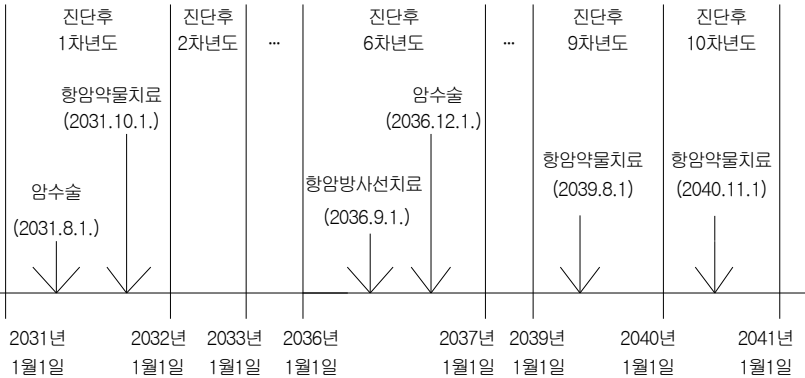 진단후 진단후 진단후 진단후 진단후
1차년도 2차년도 ... 6차년도 ... 9차년도 10차년도
항암약물치료 암수술
(2031.10.1.) (2036.12.1.)
항암약물치료 항암약물치료
암수술 항암방사선치료 (2039.8.1) (2040.11.1)
(2031.8.1.) (2036.9.1.)
2031년 2032년 2033년 2036년 2037년 2039년 2040년 2041년
1월1일 1월1일 1월1일 1월1일 1월1일 1월1일 1월1일 1월1일